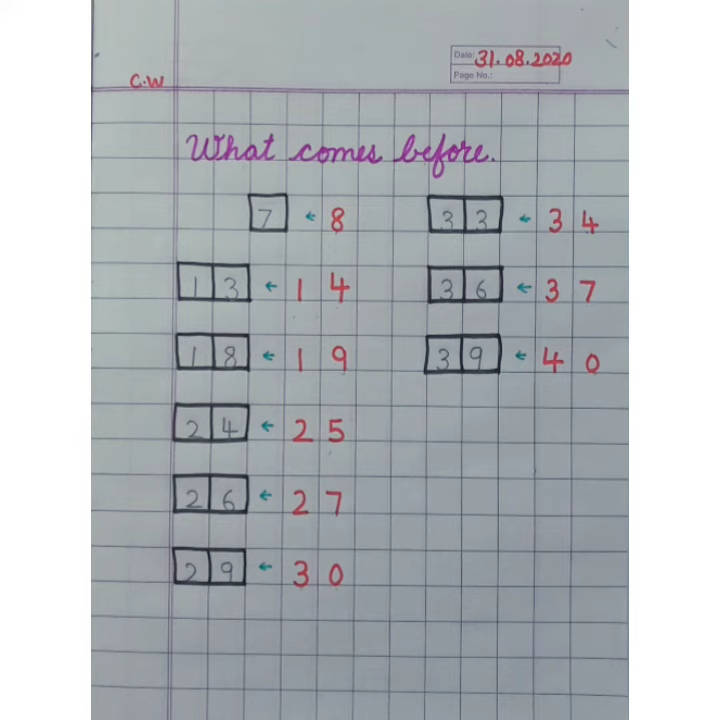 Date: 31.08.2020
Page No.:
C.W
What comes before.
7 ← 8
33 ← 34
13 ← 14
36 ← 37
18 ← 19
39 ← 40
24 ← 25
26 ← 27
29 ← 30